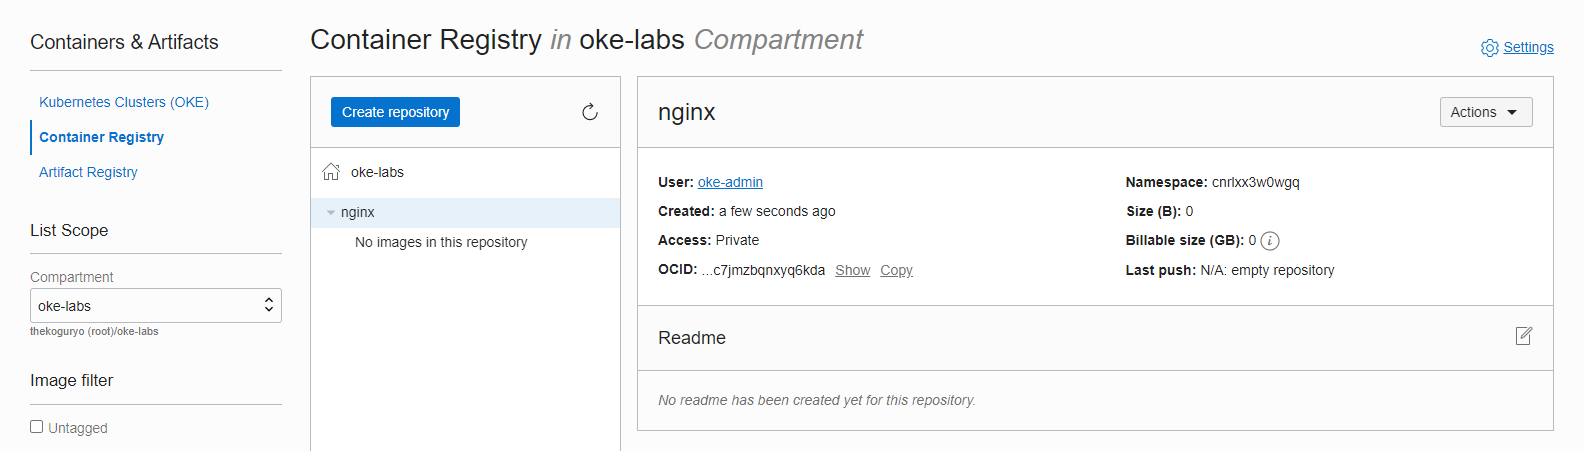 Containers & Artifacts
Kubernetes Clusters (OKE)
Container Registry
Artifact Registry
List Scope
Compartment
oke-labs
thekoguryo (root)/oke-labs
Image filter
Untagged
Container Registry in oke-labs Compartment
Settings
Create repository
oke-labs
nginx
No images in this repository
nginx
Actions
User: oke-admin
Created: a few seconds ago
Access: Private
OCID: ...c7jmzbqnxyq6kda Show Copy
Namespace: cnrlxx3w0wgq
Size (B): 0
Billable size (GB): 0 i
Last push: N/A: empty repository
Readme
No readme has been created yet for this repository.